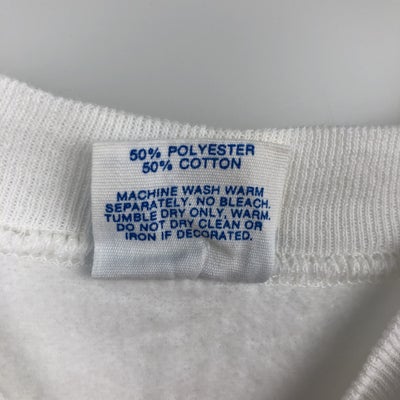 50% POLYESTER
50% COTTON
MACHINE WASH WARM
SEPARATELY. NO BLEACH.
TUMBLE DRY ONLY, WARM.
DO NOT DRY CLEAN OR
IRON IF DECORATED.